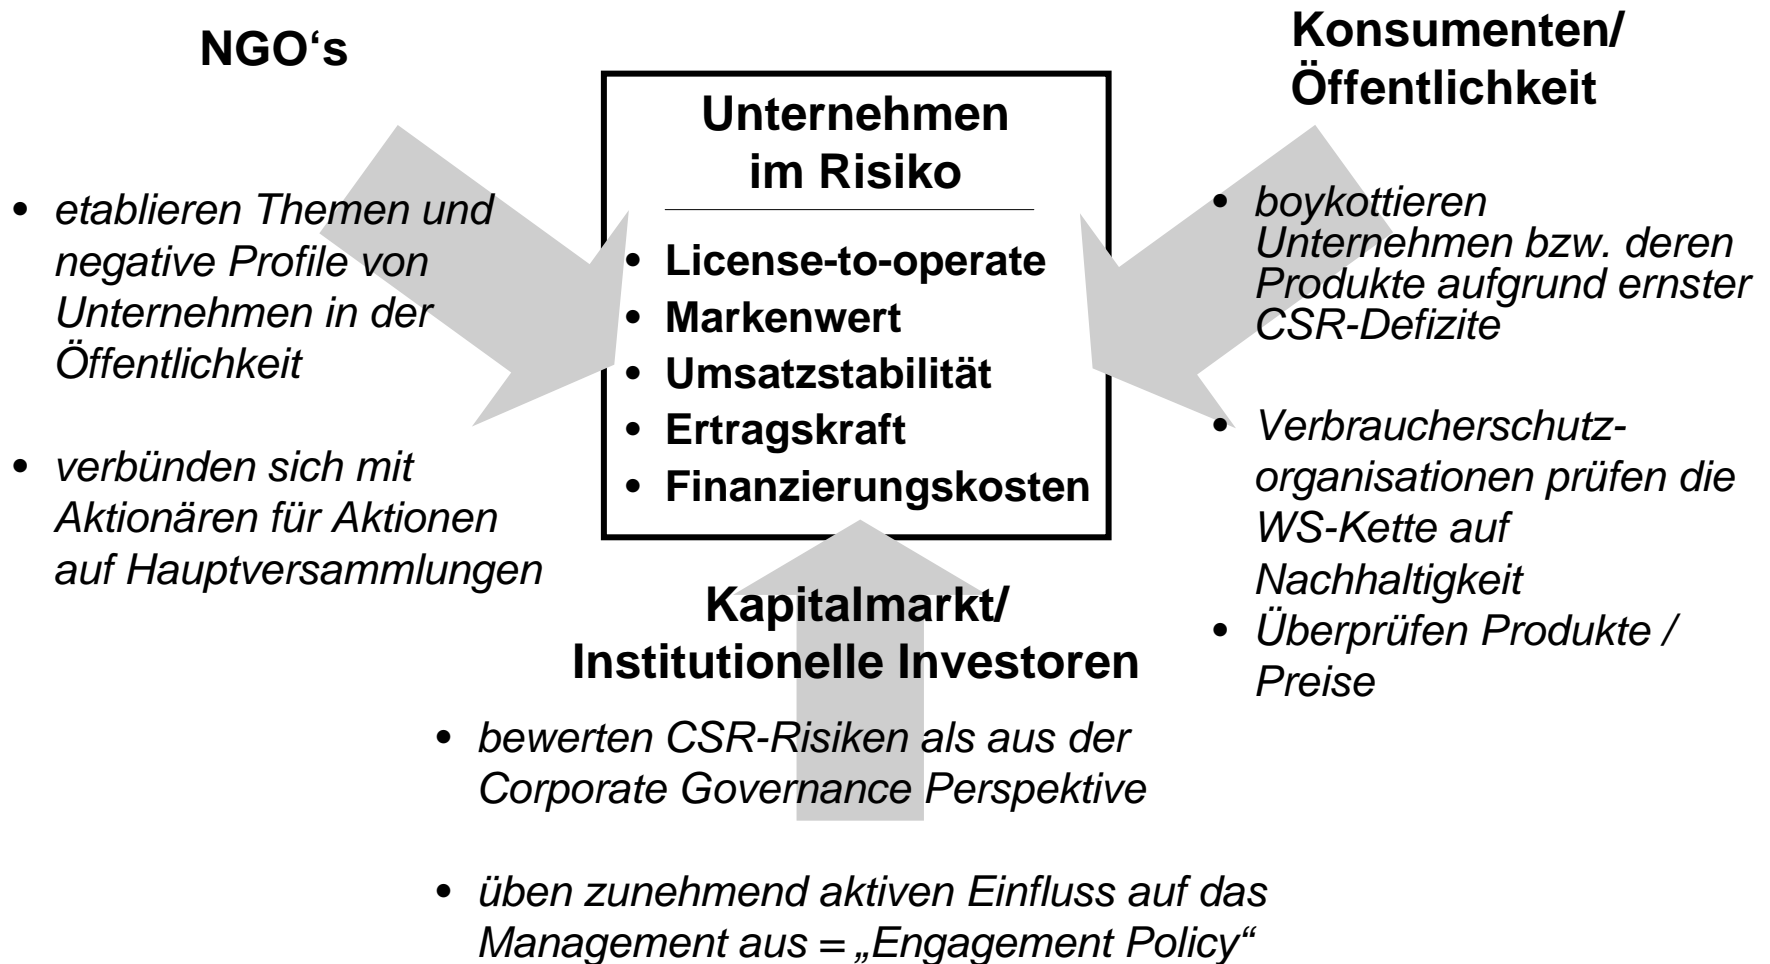 NGO‘s
• etablieren Themen und
negative Profile von
Unternehmen in der
Öffentlichkeit
• verbünden sich mit
Aktionären für Aktionen
auf Hauptversammlungen
Unternehmen
im Risiko
• License-to-operate
• Markenwert
• Umsatzstabilität
• Ertragskraft
• Finanzierungskosten
Konsumenten/
Öffentlichkeit
• boykottieren
Unternehmen bzw. deren
Produkte aufgrund ernster
CSR-Defizite
• Verbraucherschutz-
organisationen prüfen die
WS-Kette auf
Nachhaltigkeit
• Überprüfen Produkte /
Preise
Kapitalmarkt/
Institutionelle Investoren
• bewerten CSR-Risiken als aus der
Corporate Governance Perspektive
• üben zunehmend aktiven Einfluss auf das
Management aus = „Engagement Policy“